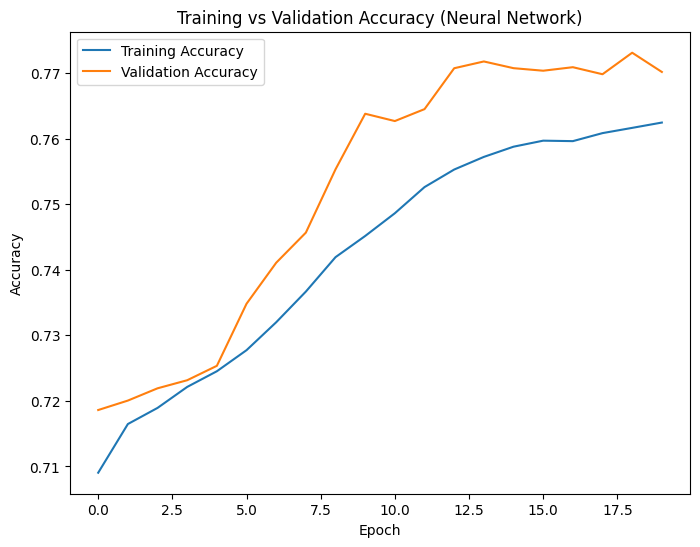 Training vs Validation Accuracy (Neural Network)
Training Accuracy
Validation Accuracy
0.77
0.76
0.75
0.74
0.73
0.72
0.71
Accuracy
0.0 2.5 5.0 7.5 10.0 12.5 15.0 17.5
Epoch